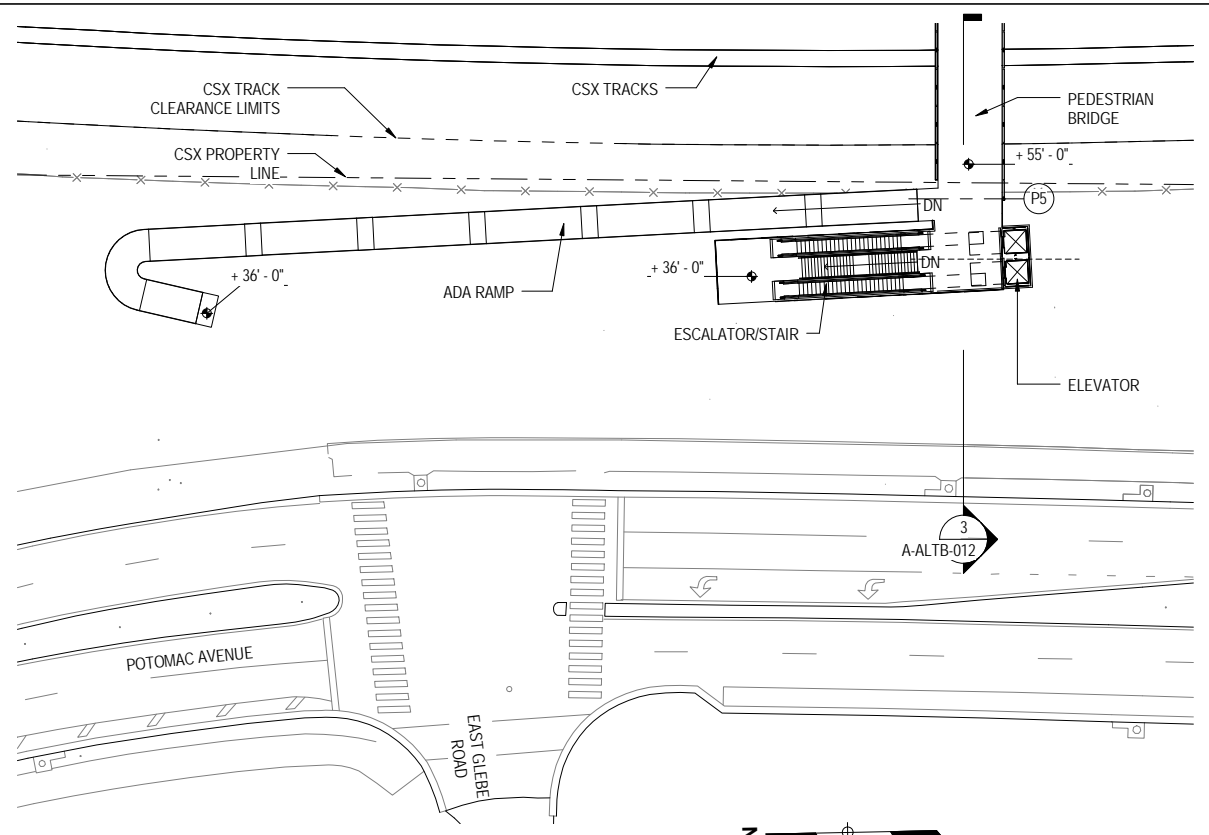 CSX TRACK
CLEARANCE LIMITS
CSX TRACKS
PEDESTRIAN
BRIDGE
CSX PROPERTY
LINE
+ 55' - 0"
P5
DN
+ 36' - 0"
+ 36' - 0"
DN
ADA RAMP
ESCALATOR/STAIR
ELEVATOR
3
A-ALTB-012
POTOMAC AVENUE
EAST GLEBE
ROAD